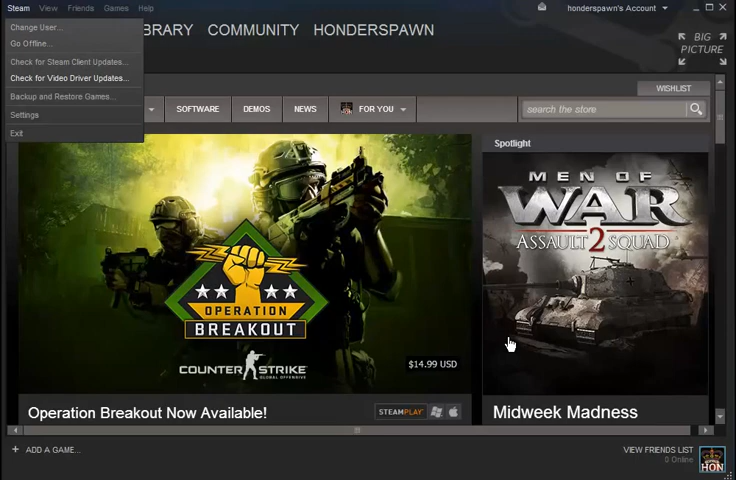 Steam View Friends Games Help
honderspawn's Account
Change User...
Go Offline...
Check for Steam Client Updates...
Check for Video Driver Updates...
Backup and Restore Games...
Settings
Exit
IBRARY COMMUNITY HONDERSPAWN
BIG
PICTURE
WISHLIST
SOFTWARE DEMOS NEWS FOR YOU
search the store
Spotlight
MEN OF
WAR
ASSAULT 2 SQUAD
OPERATION
BREAKOUT
COUNTER STRIKE
GLOBAL OFFENSIVE
$14.99 USD
Operation Breakout Now Available!
STEAMPLAY
Midweek Madness
ADD A GAME...
VIEW FRIENDS LIST
0 Online
HON